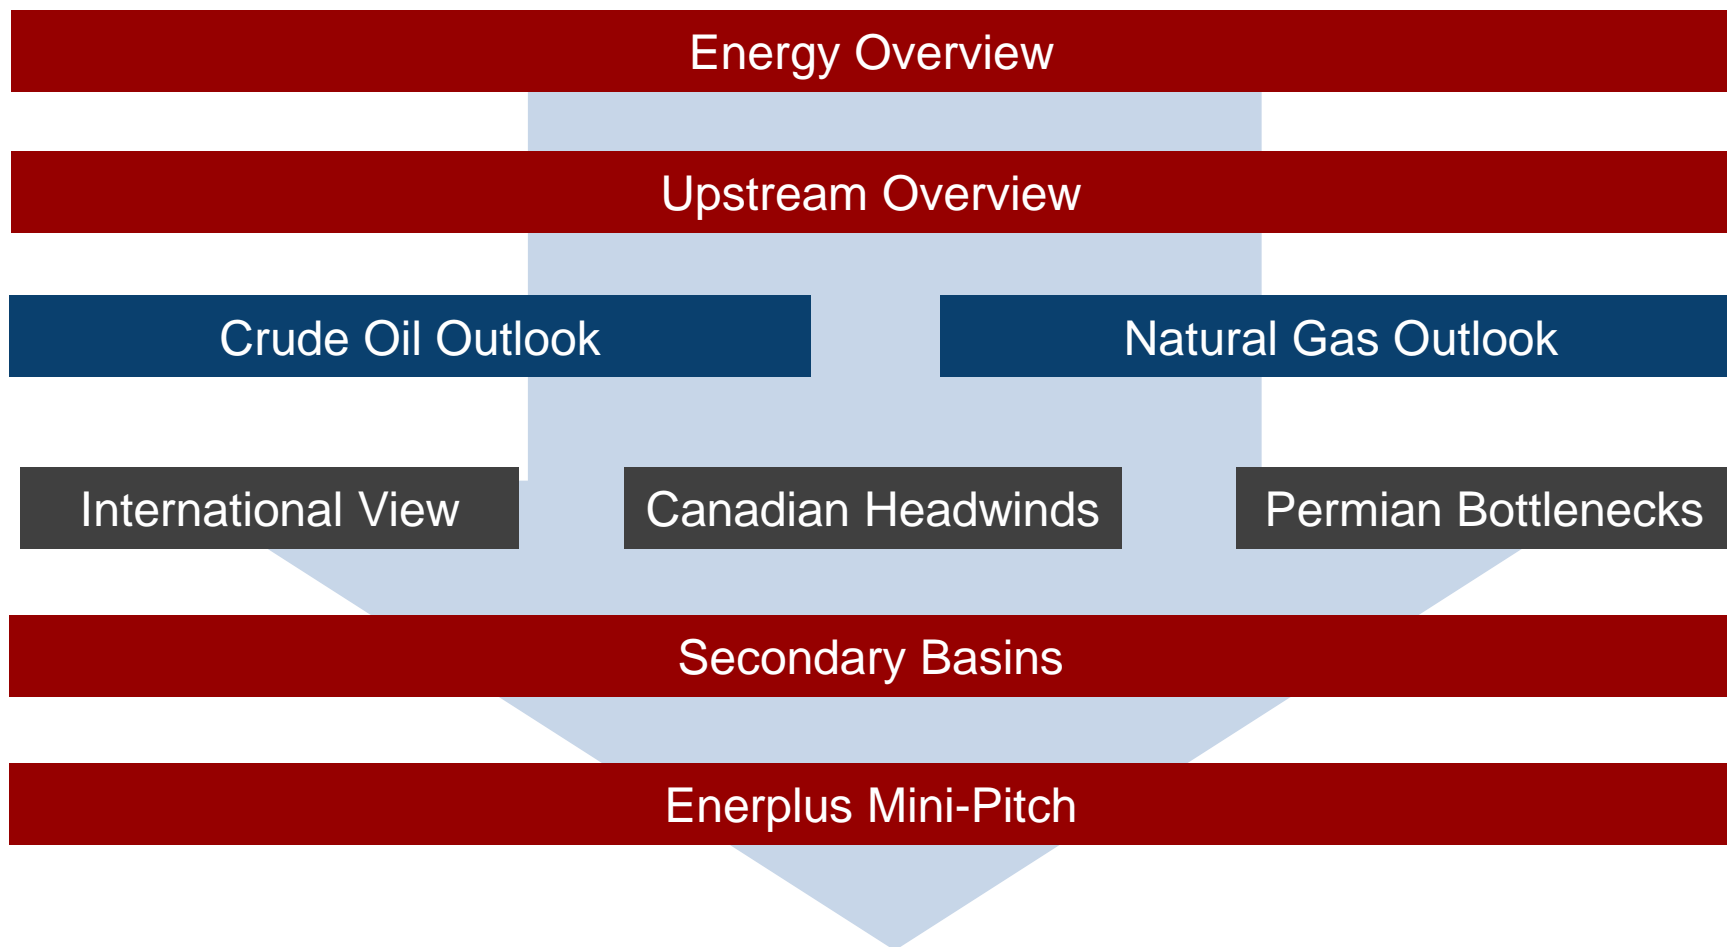 Energy Overview
Upstream Overview
Crude Oil Outlook
Natural Gas Outlook
International View
Canadian Headwinds
Permian Bottlenecks
Secondary Basins
Enerplus Mini-Pitch